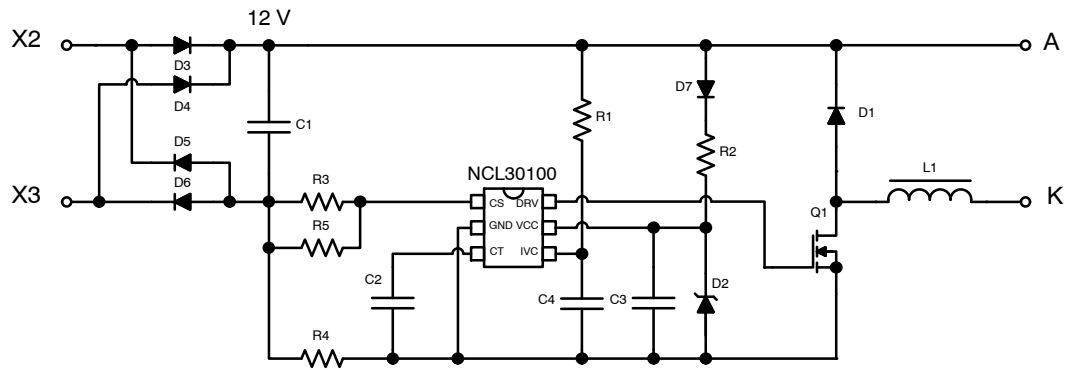 12 V
X2
A
D3
D4
D7
D1
C1
R1
R2
D5
D6
NCL30100
L1
X3
R3
CS DRV
K
Q1
R5
GND VCC
CT IVC
C2
D2
C4
C3
R4